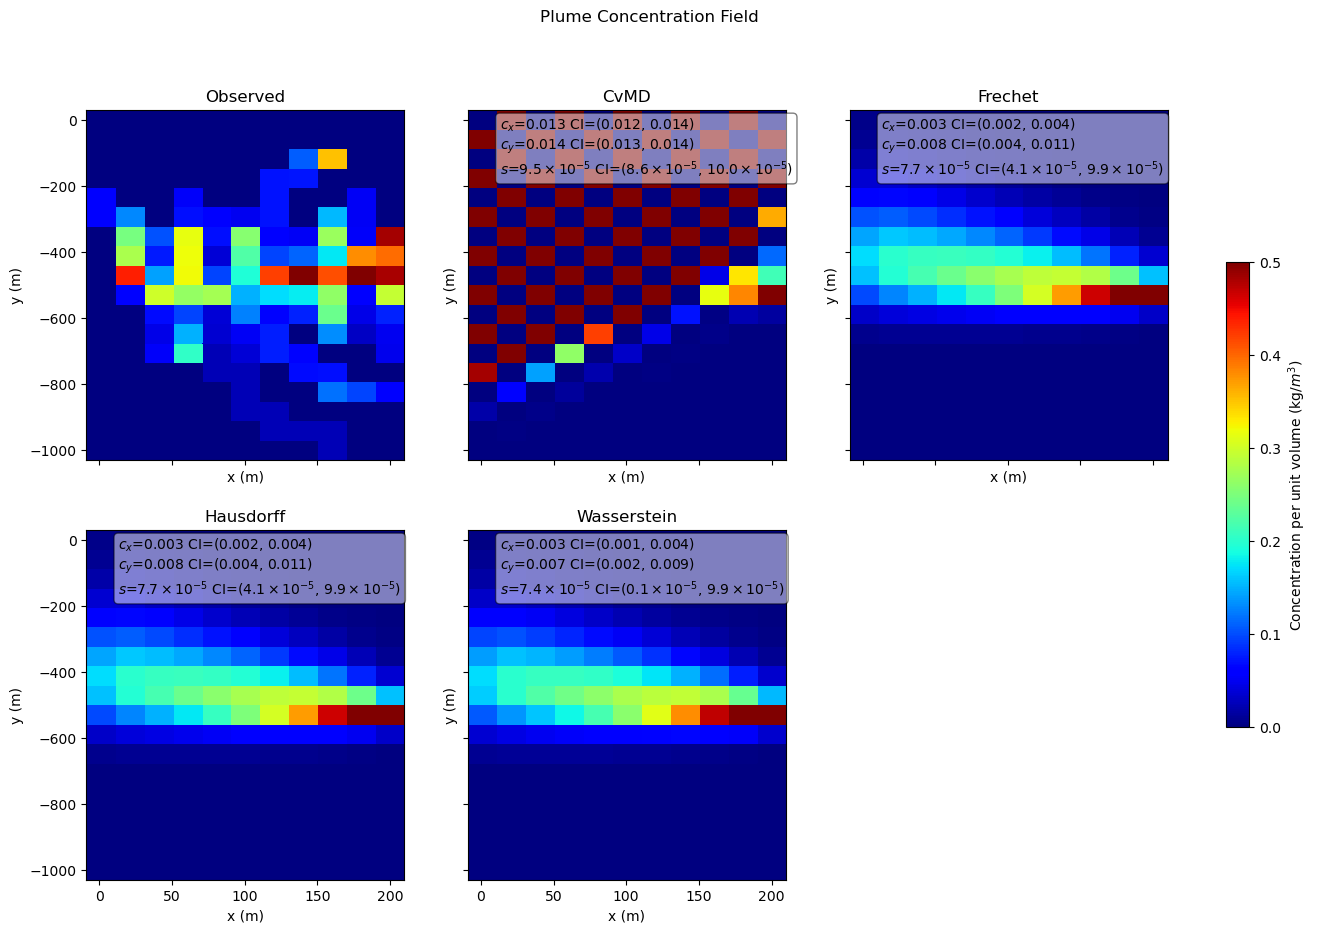 Plume Concentration Field
Observed
CvMD
Frechet
0
−200
−400
−600
−800
−1000
y (m)
x (m)
$c_x$=0.013 CI=(0.012, 0.014)
$c_y$=0.014 CI=(0.013, 0.014)
$s$=9.5 × 10$^{-5}$ CI=(8.6 × 10$^{-5}$, 10.0 × 10$^{-5}$)
y (m)
x (m)
$c_x$=0.003 CI=(0.002, 0.004)
$c_y$=0.008 CI=(0.004, 0.011)
$s$=7.7 × 10$^{-5}$ CI=(4.1 × 10$^{-5}$, 9.9 × 10$^{-5}$)
y (m)
x (m)
Hausdorff
Wasserstein
0
−200
−400
−600
−800
−1000
y (m)
$c_x$=0.003 CI=(0.002, 0.004)
$c_y$=0.008 CI=(0.004, 0.011)
$s$=7.7 × 10$^{-5}$ CI=(4.1 × 10$^{-5}$, 9.9 × 10$^{-5}$)
0 50 100 150 200
x (m)
y (m)
$c_x$=0.003 CI=(0.001, 0.004)
$c_y$=0.007 CI=(0.002, 0.009)
$s$=7.4 × 10$^{-5}$ CI=(0.1 × 10$^{-5}$, 9.9 × 10$^{-5}$)
0 50 100 150 200
x (m)
0.5
0.4
0.3
0.2
0.1
0.0
Concentration per unit volume (kg/$m^3$)